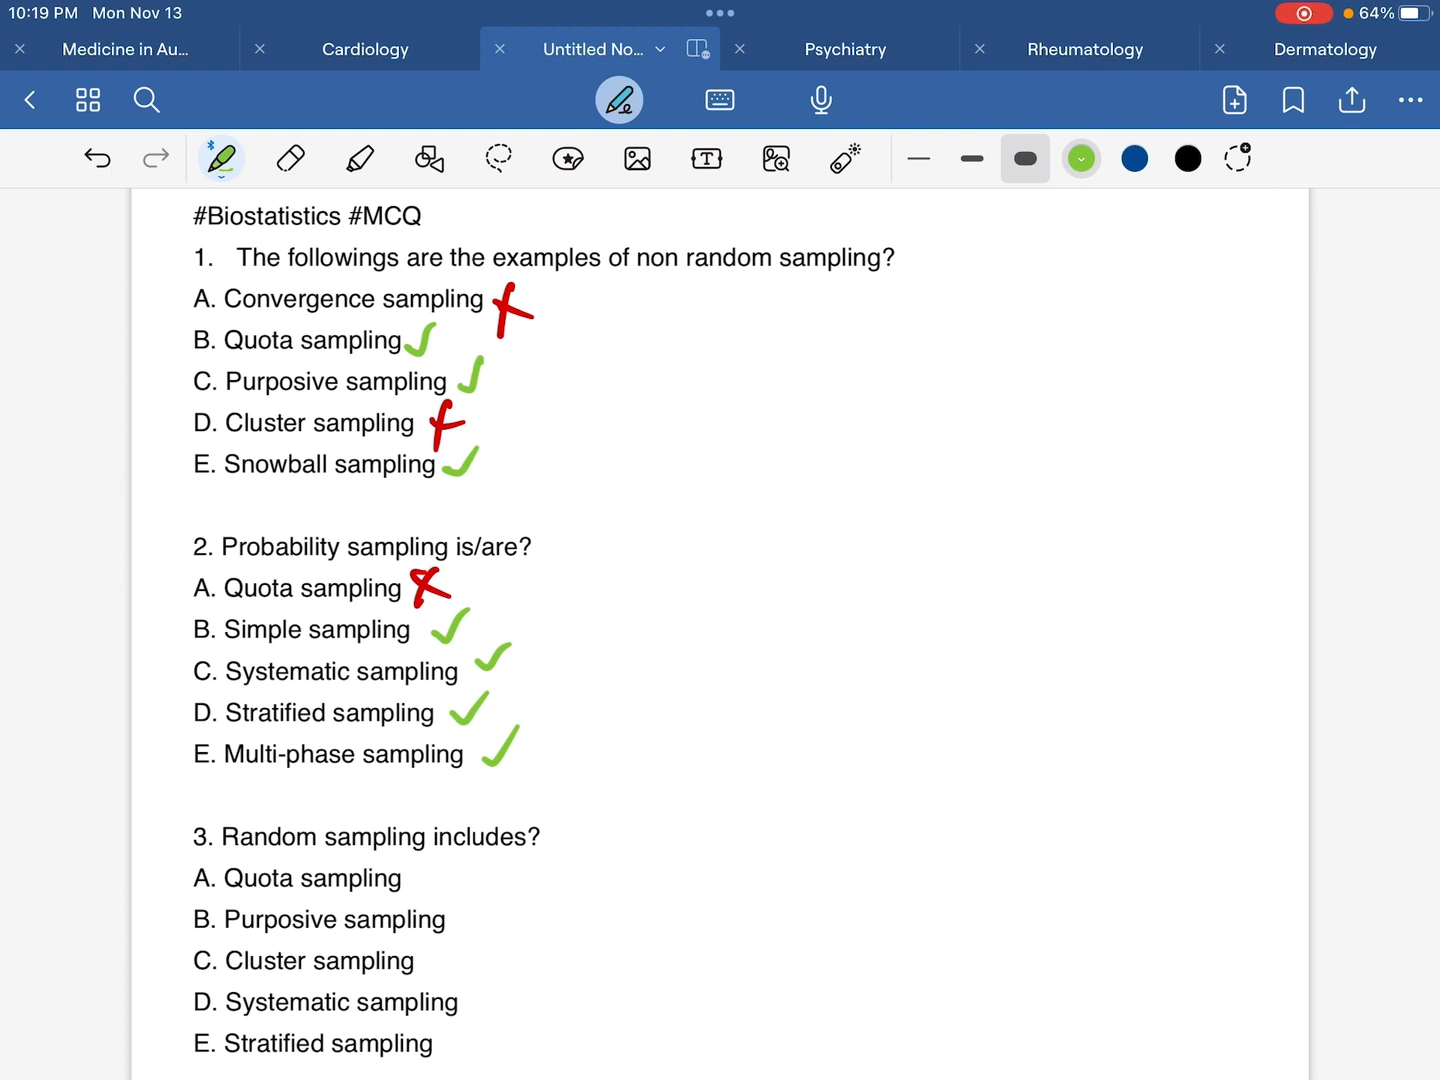 10:19 PM Mon Nov 13
64%
Medicine in Au...
Cardiology
Untitled No...
Psychiatry
Rheumatology
Dermatology
#Biostatistics #MCQ
1. The followings are the examples of non random sampling?
A. Convergence sampling
B. Quota sampling
C. Purposive sampling
D. Cluster sampling
E. Snowball sampling
2. Probability sampling is/are?
A. Quota sampling
B. Simple sampling
C. Systematic sampling
D. Stratified sampling
E. Multi-phase sampling
3. Random sampling includes?
A. Quota sampling
B. Purposive sampling
C. Cluster sampling
D. Systematic sampling
E. Stratified sampling